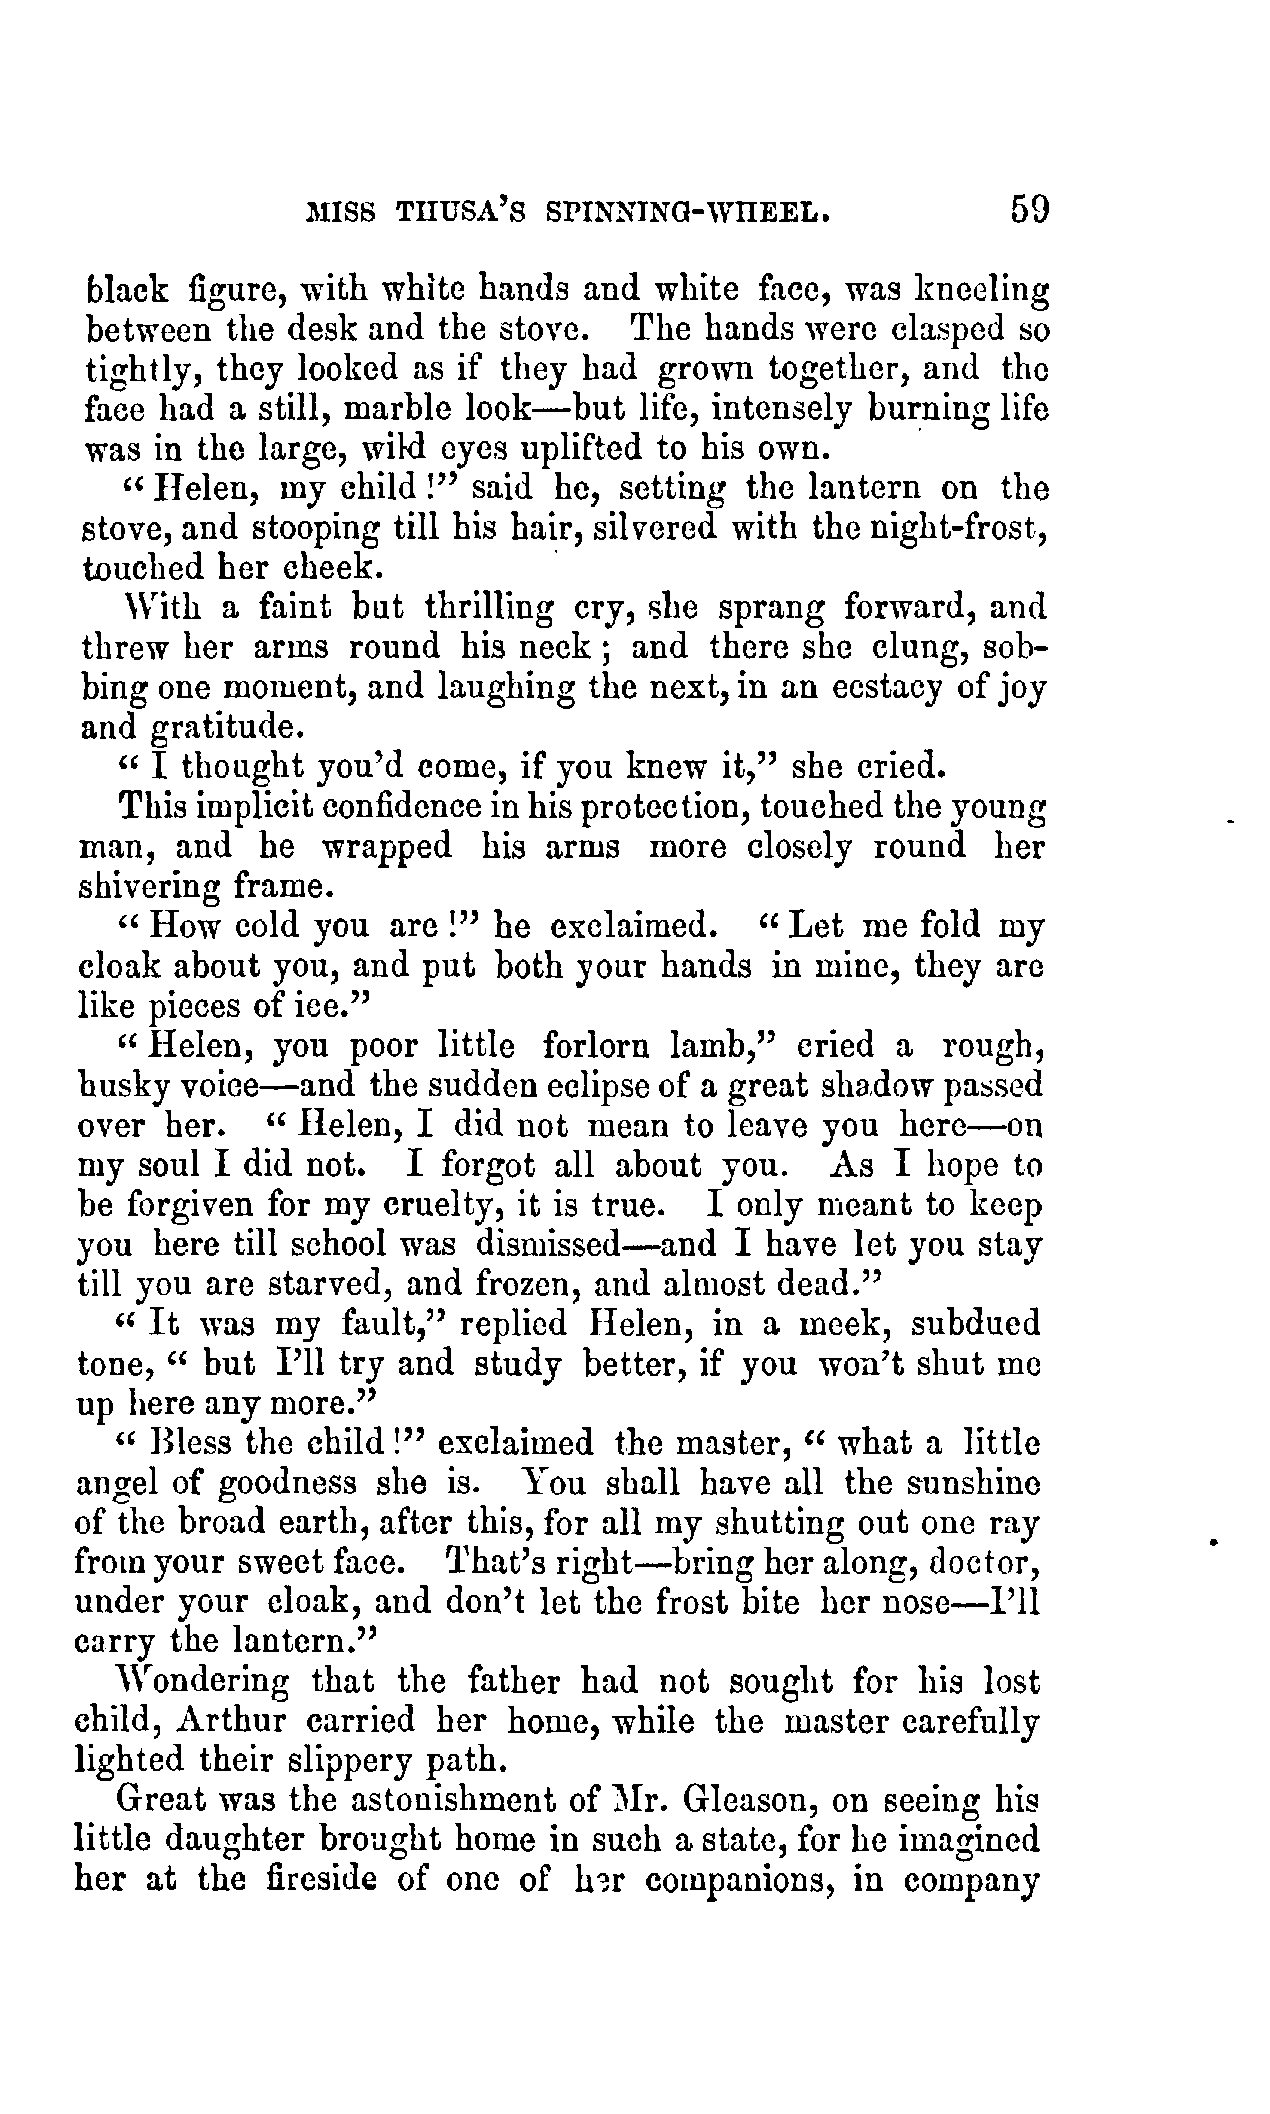 MISS THUSA'S SPINNING-WHEEL. 59
black figure, with white hands and white face, was kneeling
between the desk and the stove. The hands were clasped so
tightly, they looked as if they had grown together, and the
face had a still, marble look—but life, intensely burning life
was in the large, wild eyes uplifted to his own.
“Helen, my child!” said he, setting the lantern on the
stove, and stooping till his hair, silvered with the night-frost,
touched her cheek.
With a faint but thrilling cry, she sprang forward, and
threw her arms round his neck; and there she clung, sob-
bing one moment, and laughing the next, in an ecstacy of joy
and gratitude.
“I thought you'd come, if you knew it,” she cried.
This implicit confidence in his protection, touched the young
man, and he wrapped his arms more closely round her
shivering frame.
“How cold you are!” he exclaimed. “Let me fold my
cloak about you, and put both your hands in mine, they are
like pieces of ice.”
“Helen, you poor little forlorn lamb,” cried a rough,
husky voice—and the sudden eclipse of a great shadow passed
over her. “Helen, I did not mean to leave you here—on
my soul I did not. I forgot all about you. As I hope to
be forgiven for my cruelty, it is true. I only meant to keep
you here till school was dismissed—and I have let you stay
till you are starved, and frozen, and almost dead.”
“It was my fault,” replied Helen, in a meek, subdued
tone, “but I'll try and study better, if you won't shut me
up here any more.”
“Bless the child!” exclaimed the master, “what a little
angel of goodness she is. You shall have all the sunshine
of the broad earth, after this, for all my shutting out one ray
from your sweet face. That's right—bring her along, doctor,
under your cloak, and don't let the frost bite her nose—I'll
carry the lantern.”
Wondering that the father had not sought for his lost
child, Arthur carried her home, while the master carefully
lighted their slippery path.
Great was the astonishment of Mr. Gleason, on seeing his
little daughter brought home in such a state, for he imagined
her at the fireside of one of her companions, in company